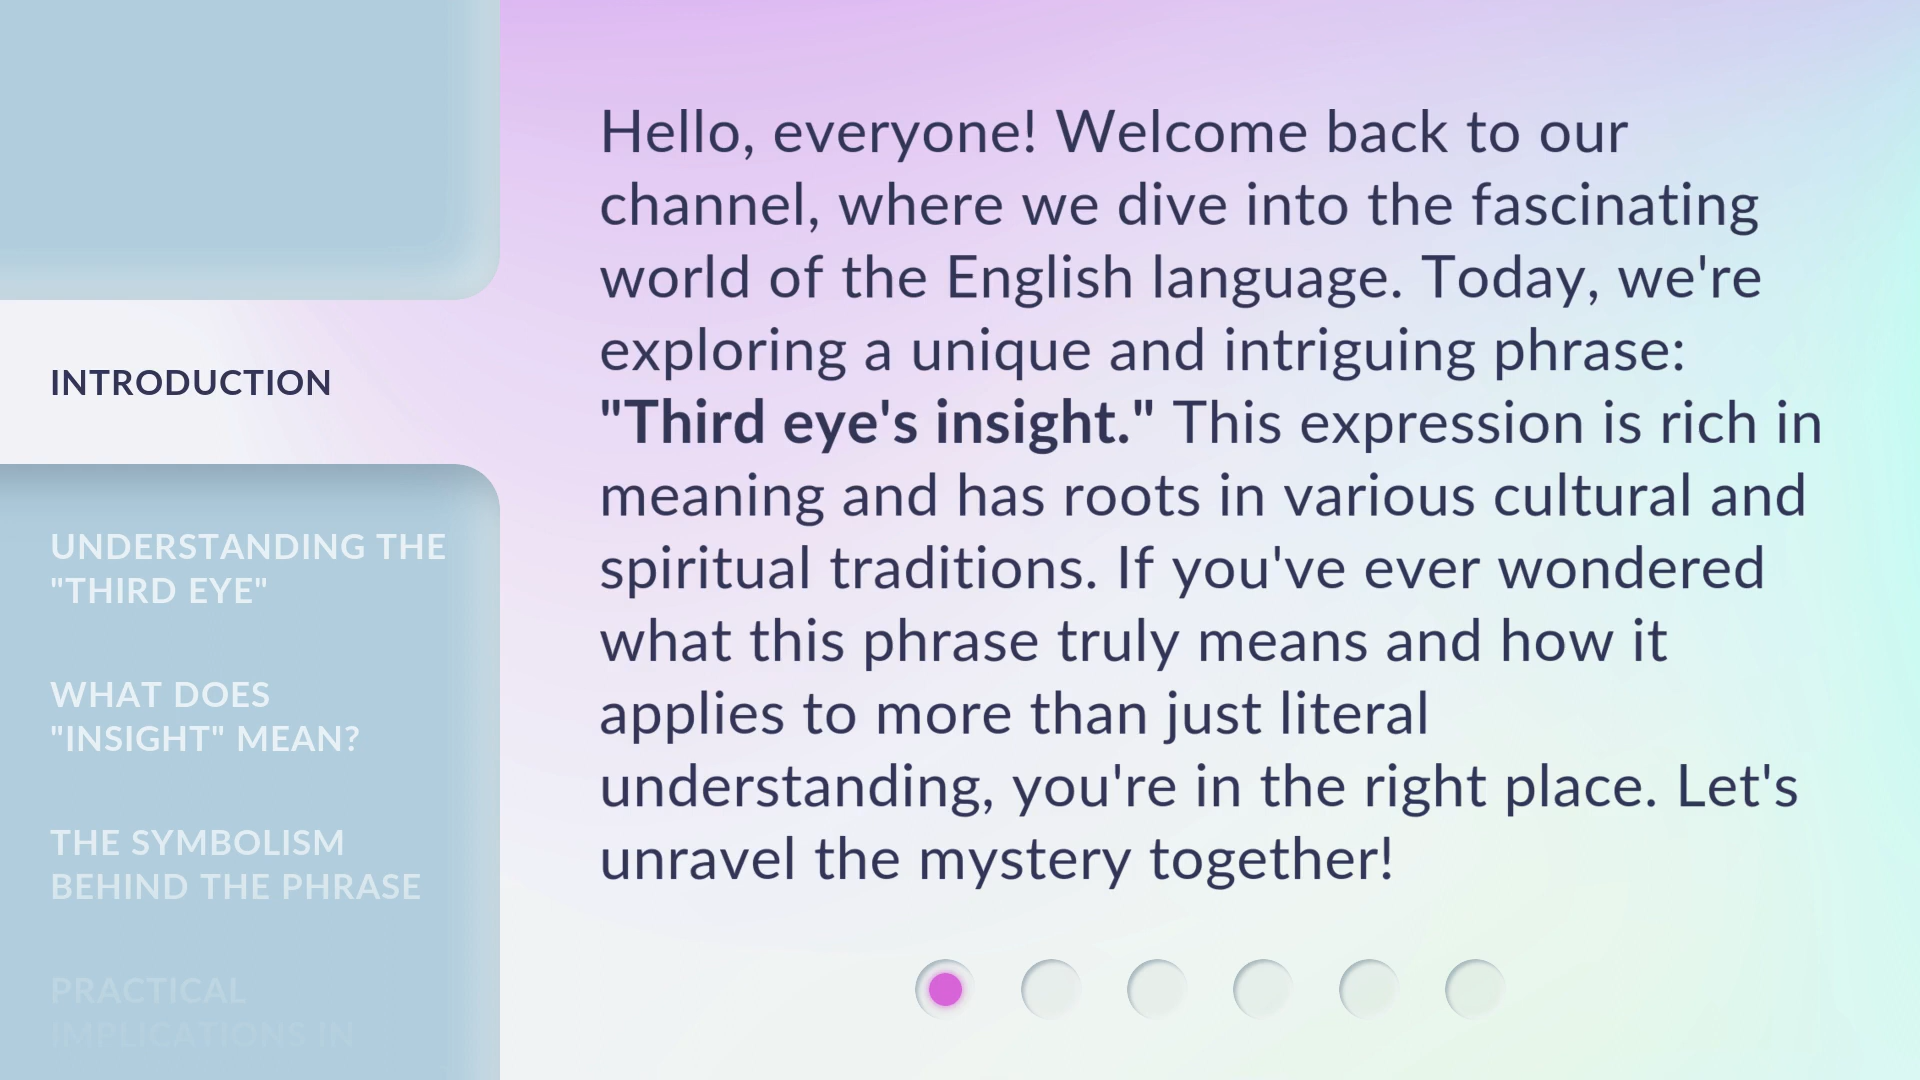 INTRODUCTION
UNDERSTANDING THE
"THIRD EYE"
WHAT DOES
"INSIGHT" MEAN?
THE SYMBOLISM
BEHIND THE PHRASE
PRACTICAL
IMPLICATIONS IN
Hello, everyone! Welcome back to our
channel, where we dive into the fascinating
world of the English language. Today, we're
exploring a unique and intriguing phrase:
"Third eye's insight." This expression is rich in
meaning and has roots in various cultural and
spiritual traditions. If you've ever wondered
what this phrase truly means and how it
applies to more than just literal
understanding, you're in the right place. Let's
unravel the mystery together!